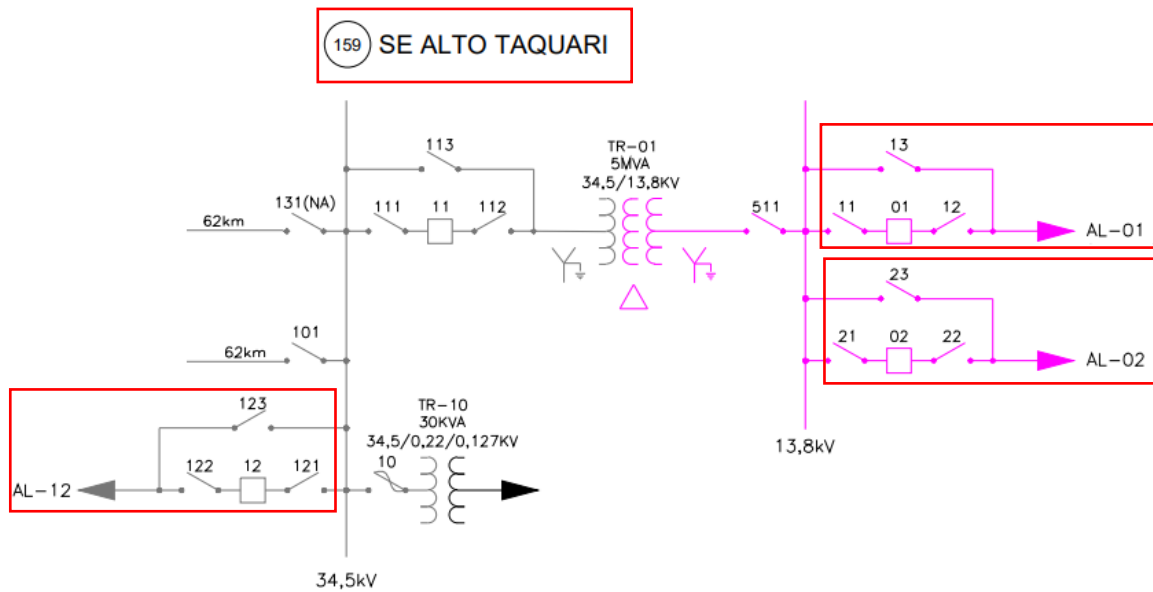 159 SE ALTO TAQUARI
113
TR-01
5MVA
34,5/13,8KV
13
131(NA)
62km
111
11
112
511
11
01
12
AL-01
23
101
62km
21
02
22
AL-02
123
TR-10
30KVA
34,5/0,22/0,127KV
13,8kV
122
12
121
10
AL-12
34,5kV